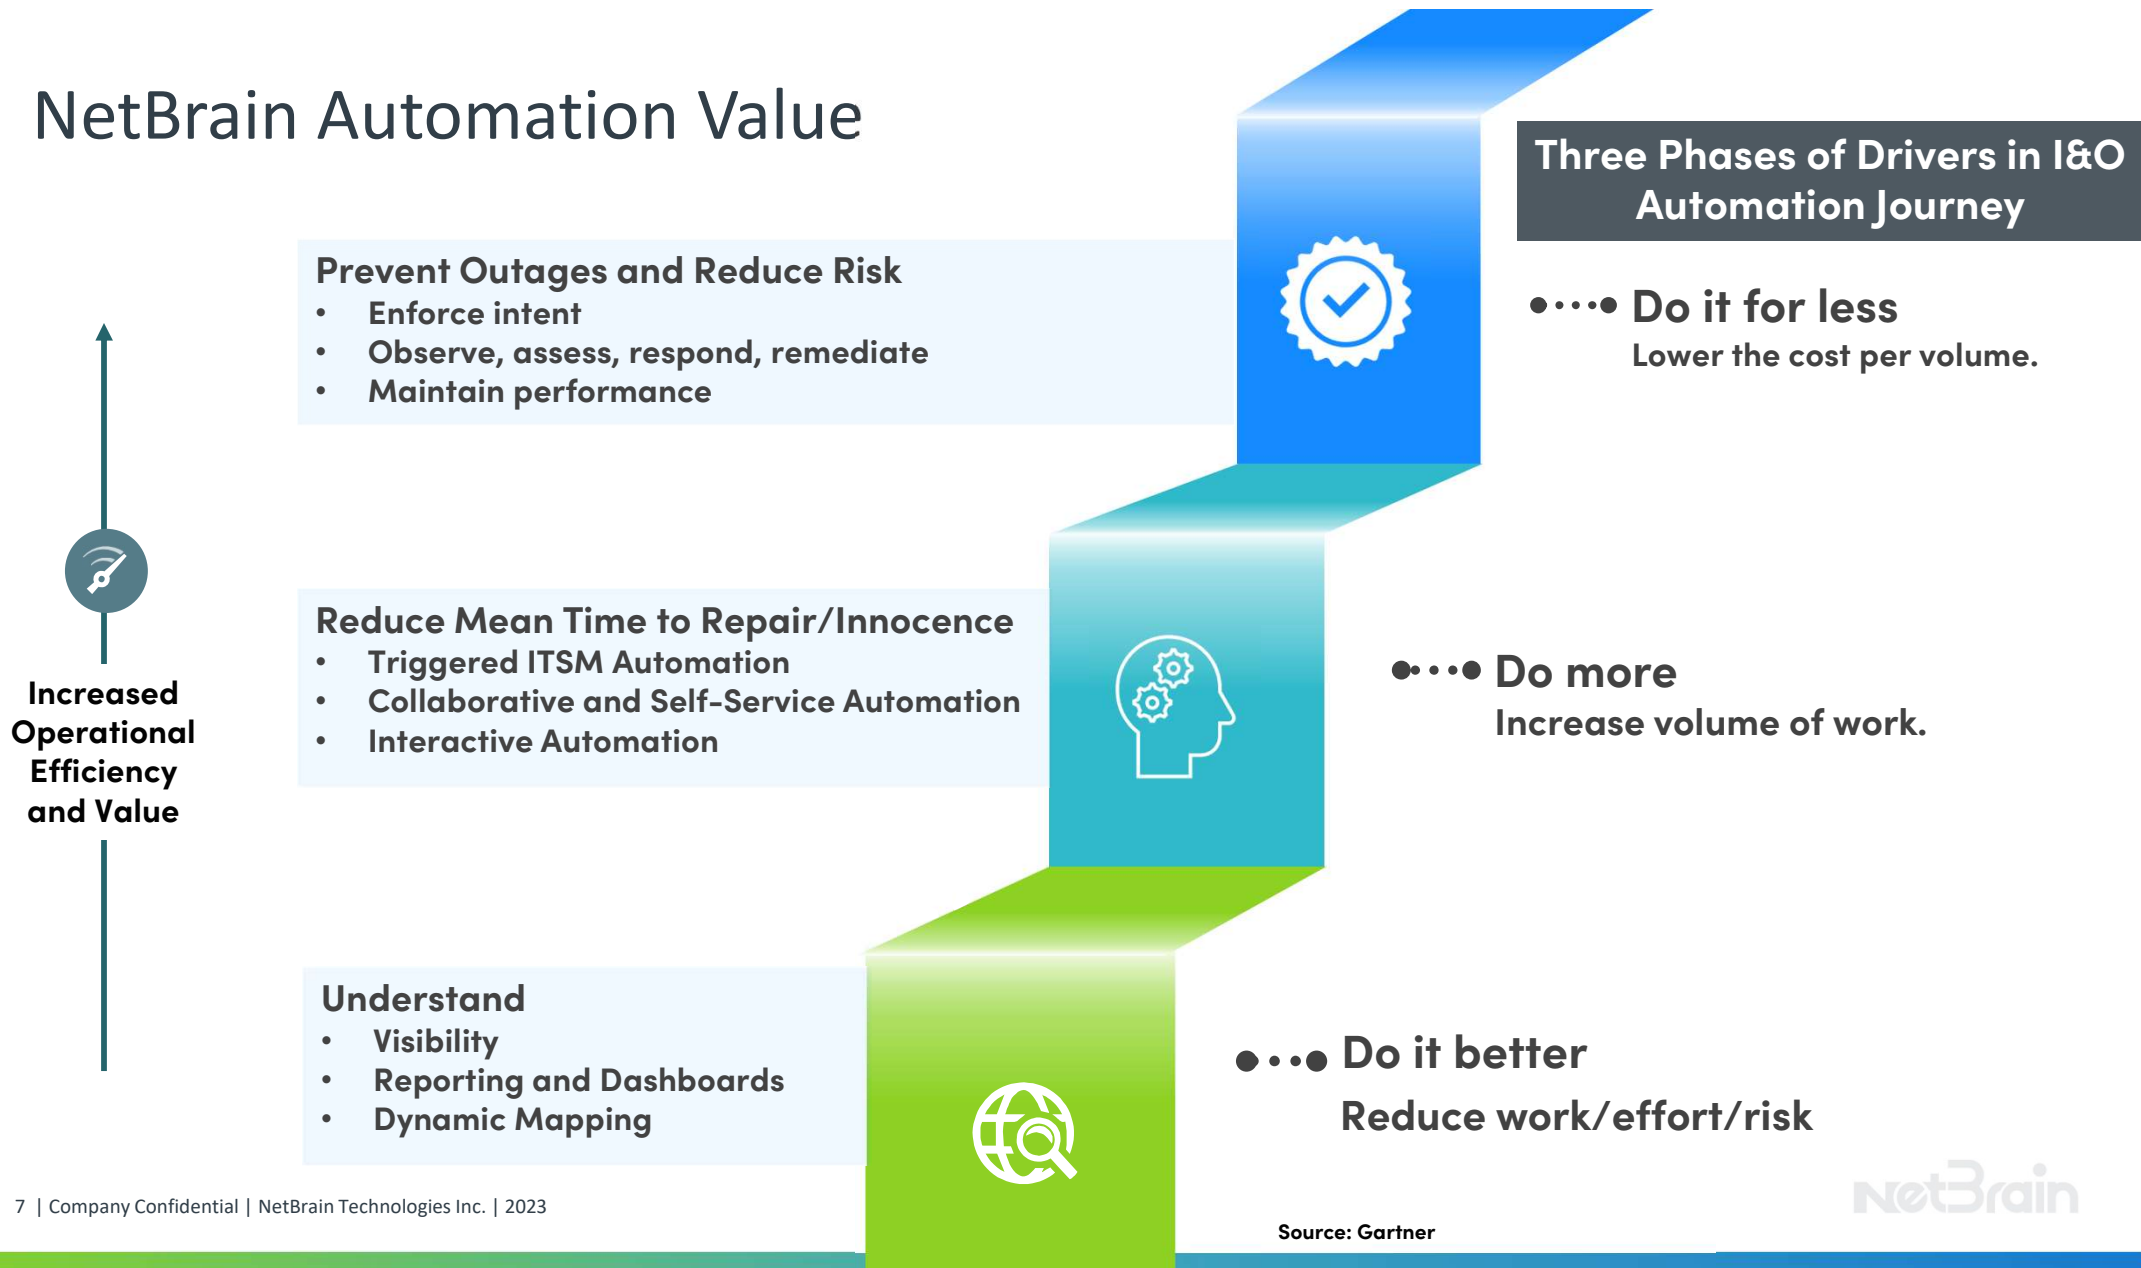 NetBrain Automation Value
Three Phases of Drivers in I&O
Automation Journey
Prevent Outages and Reduce Risk
• Enforce intent
• Observe, assess, respond, remediate
• Maintain performance
Do it for less
Lower the cost per volume.
Increased
Operational
Efficiency
and Value
Reduce Mean Time to Repair/Innocence
• Triggered ITSM Automation
• Collaborative and Self-Service Automation
• Interactive Automation
Do more
Increase volume of work.
Understand
• Visibility
• Reporting and Dashboards
• Dynamic Mapping
Do it better
Reduce work/effort/risk
7 | Company Confidential | NetBrain Technologies Inc. | 2023
Source: Gartner
NetBrain